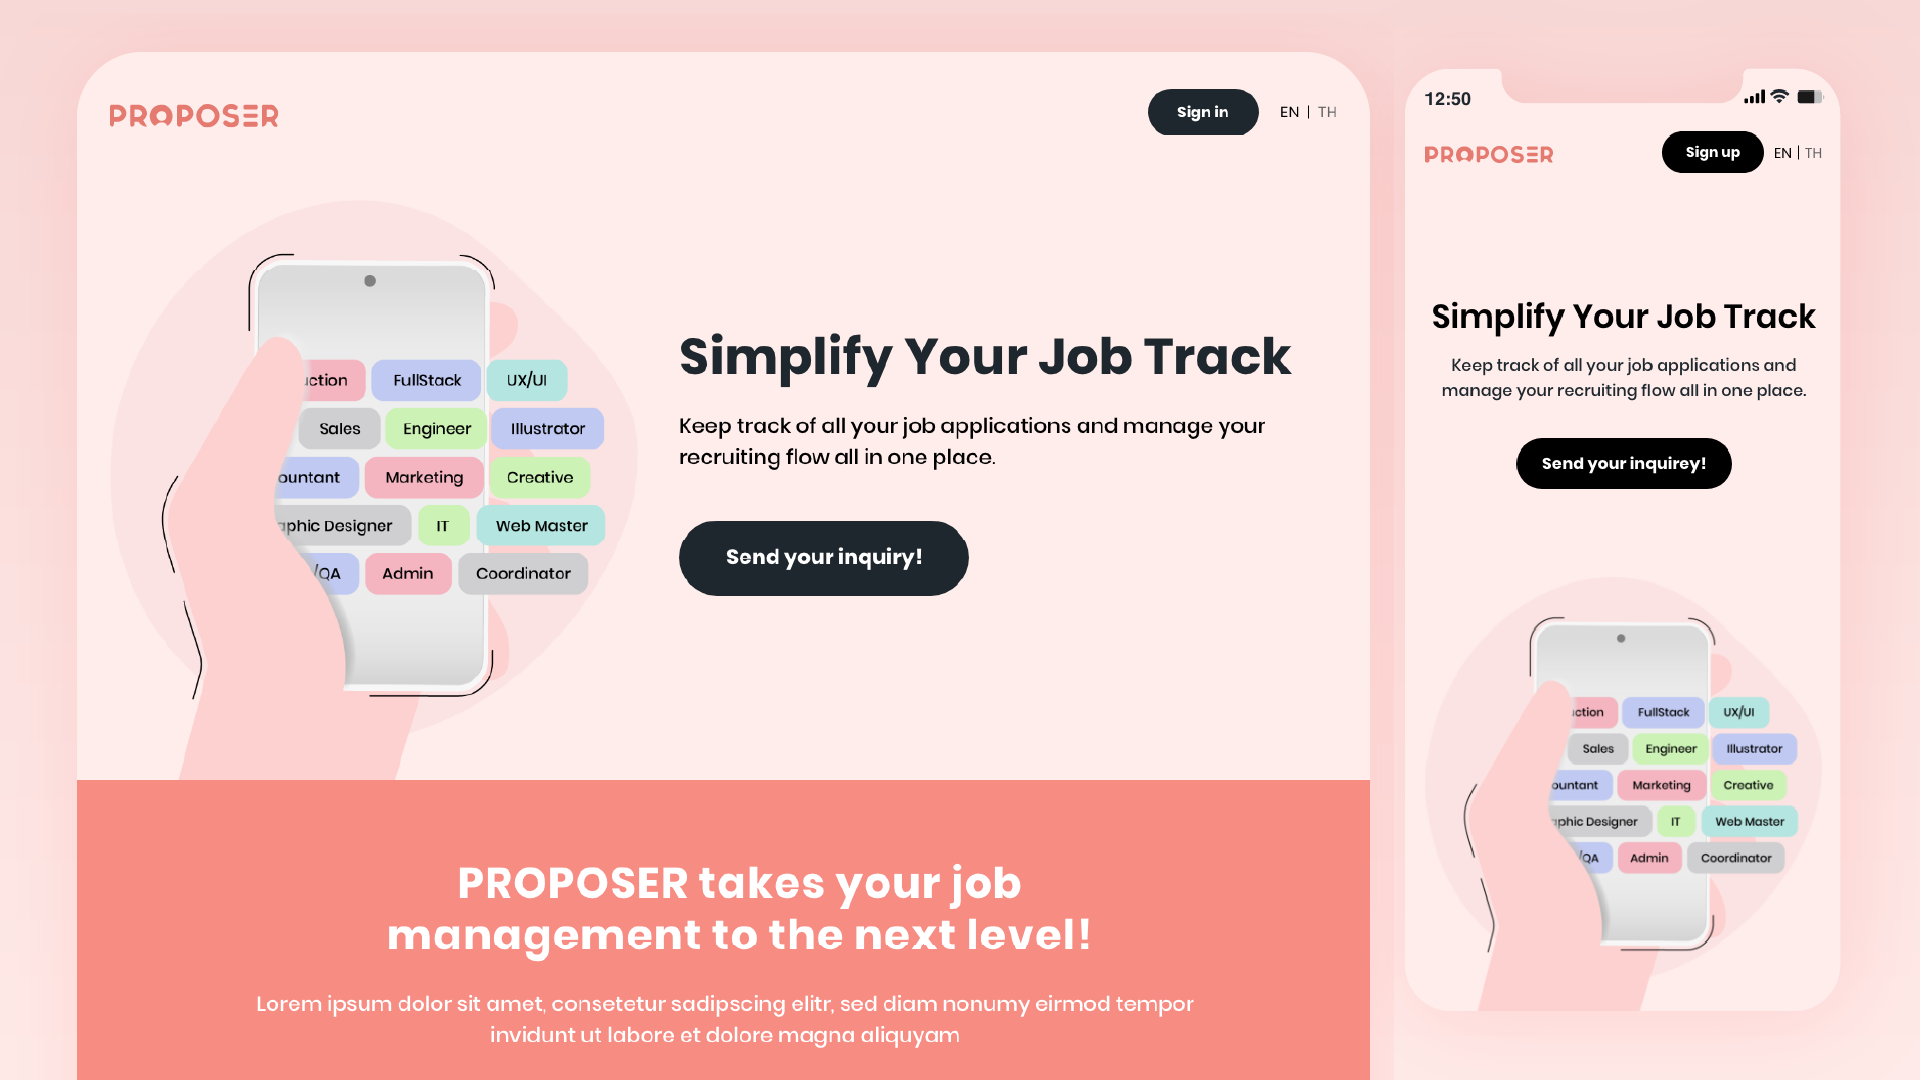 PROPOSER
Sign in
EN | TH
uction FullStack UX/UI
Sales Engineer Illustrator
ountant Marketing Creative
aphic Designer IT Web Master
/QA Admin Coordinator
Simplify Your Job Track
Keep track of all your job applications and manage your
recruiting flow all in one place.
Send your inquiry!
PROPOSER takes your job
management to the next level!
Lorem ipsum dolor sit amet, consetetur sadipscing elitr, sed diam nonumy eirmod tempor
invidunt ut labore et dolore magna aliquyam
12:50
PROPOSER
Sign up
EN | TH
Simplify Your Job Track
Keep track of all your job applications and
manage your recruiting flow all in one place.
Send your inquirey!
uction FullStack UX/UI
Sales Engineer Illustrator
ountant Marketing Creative
aphic Designer IT Web Master
/QA Admin Coordinator